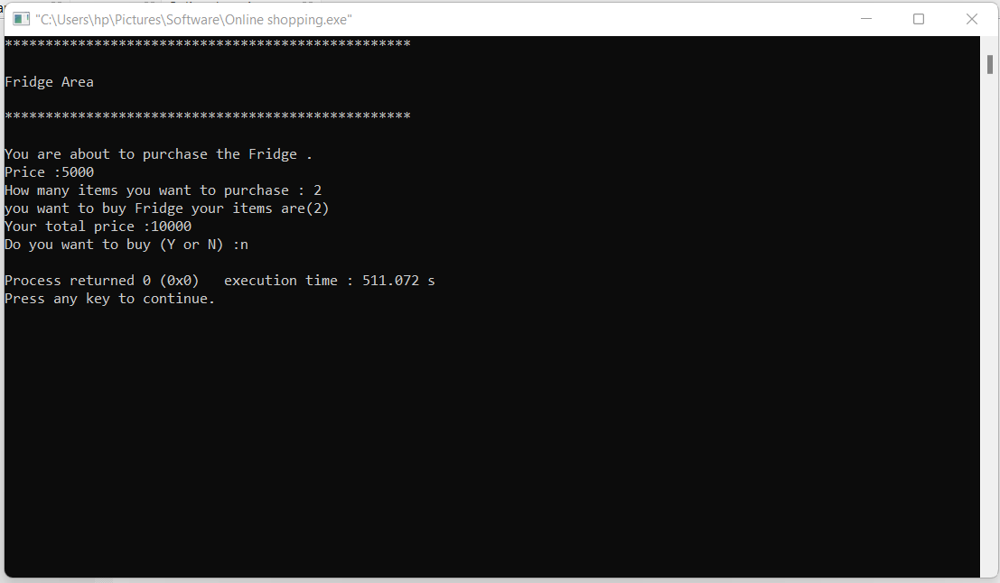 "C:\Users\hp\Pictures\Software\Online shopping.exe"
**************************************************
Fridge Area
**************************************************
You are about to purchase the Fridge .
Price :5000
How many items you want to purchase : 2
you want to buy Fridge your items are(2)
Your total price :10000
Do you want to buy (Y or N) :n
Process returned 0 (0x0)   execution time : 511.072 s
Press any key to continue.